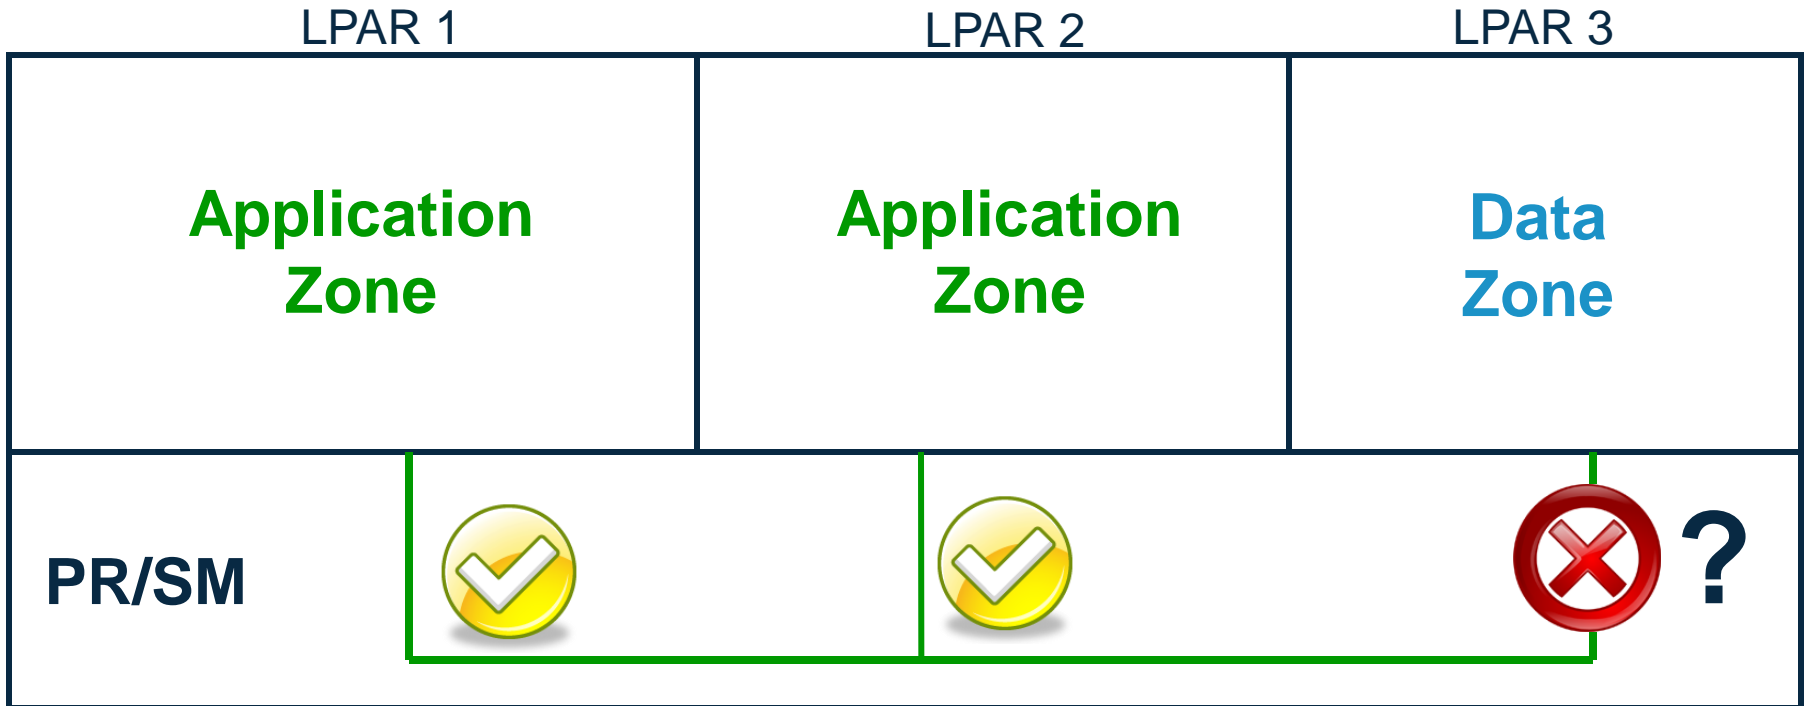 LPAR 1
LPAR 2
LPAR 3
Application
Zone
Application
Zone
Data
Zone
PR/SM
?